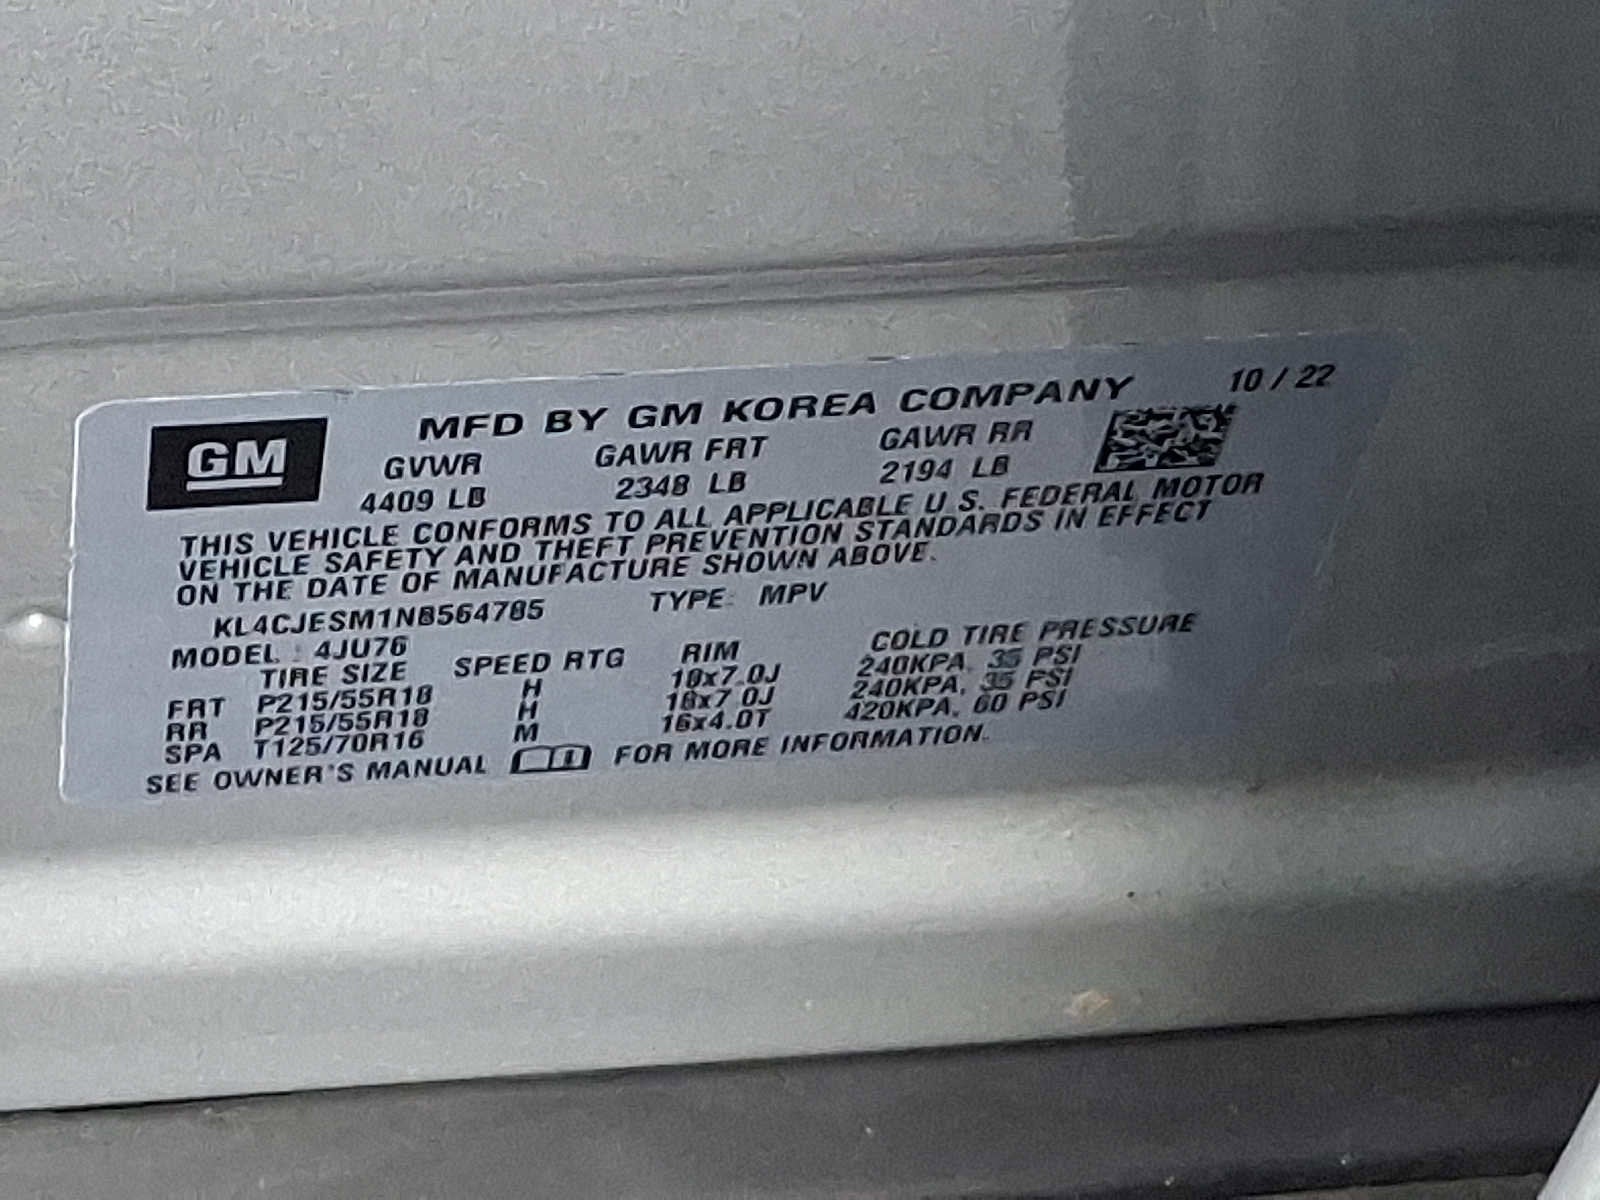 MFD BY GM KOREA COMPANY 10 / 22
GM
GVWR GAWR FRT GAWR RR
4409 LB 2348 LB 2194 LB
THIS VEHICLE CONFORMS TO ALL APPLICABLE U.S. FEDERAL MOTOR
VEHICLE SAFETY AND THEFT PREVENTION STANDARDS IN EFFECT
ON THE DATE OF MANUFACTURE SHOWN ABOVE.
KL4CJESM1NB564785 TYPE: MPV
MODEL: 4JU76
TIRE SIZE SPEED RTG RIM COLD TIRE PRESSURE
FRT P215/55R18 H 18x7.0J 240KPA, 35 PSI
RR P215/55R18 H 18x7.0J 240KPA, 35 PSI
SPA T125/70R16 M 16x4.0T 420KPA, 60 PSI
SEE OWNER'S MANUAL FOR MORE INFORMATION.